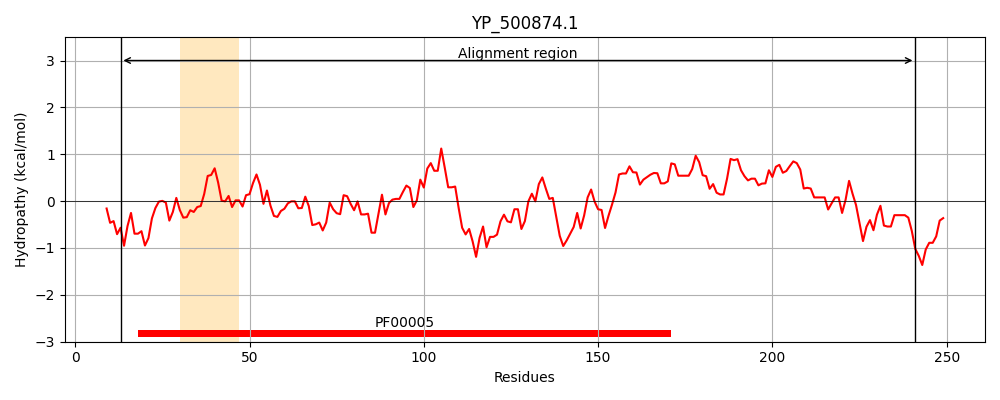 YP_500874.1
Alignment region
PF00005
Hydropathy (kcal/mol)
3
2
1
0
−1
−2
−3
0
50
100
150
200
250
Residues